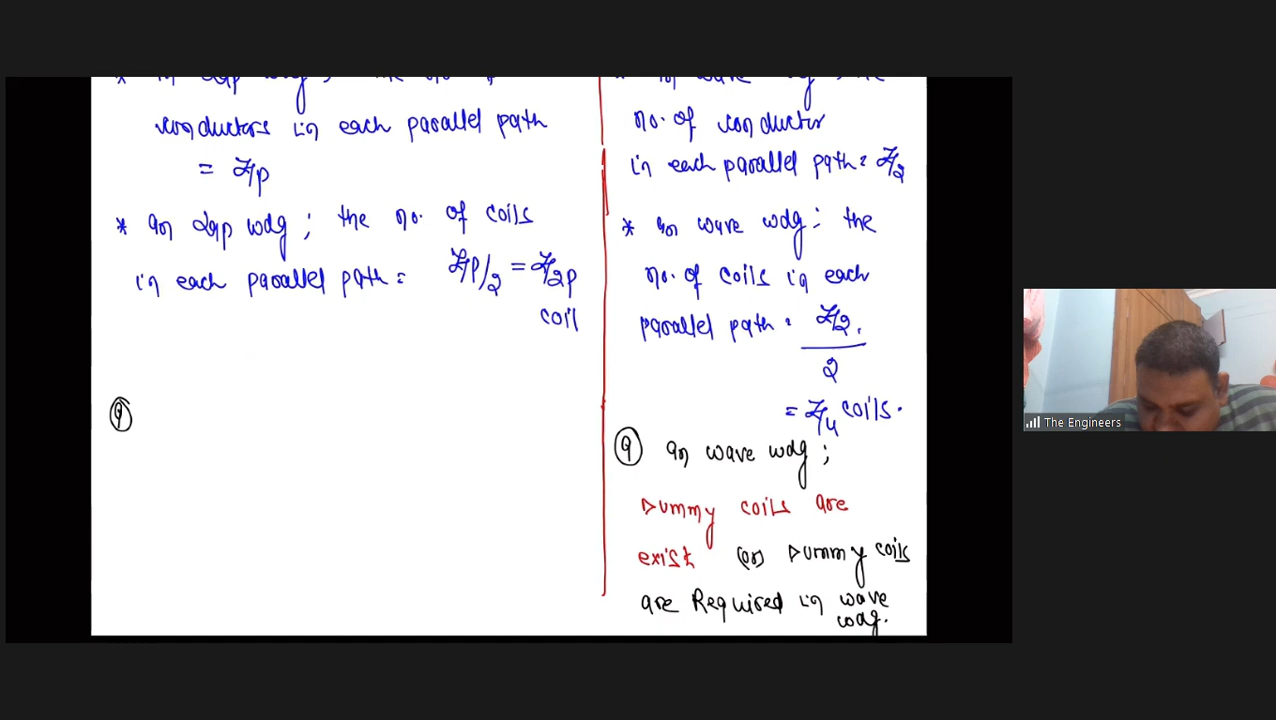 conductors in each parallel path
= Z/p
* In Lap wdg; the no. of coils
in each parallel path = Z/P/2 = Z/2p
coil
9
no. of conductor
in each parallel path = Z/2
* In wave wdg: the
no. of coils in each
parallel path = Z/2.
2
= Z/4 coils.
9 In wave wdg;
Dummy coils are
exist (or) Dummy coils
are Required in wave
wdg.
The Engineers